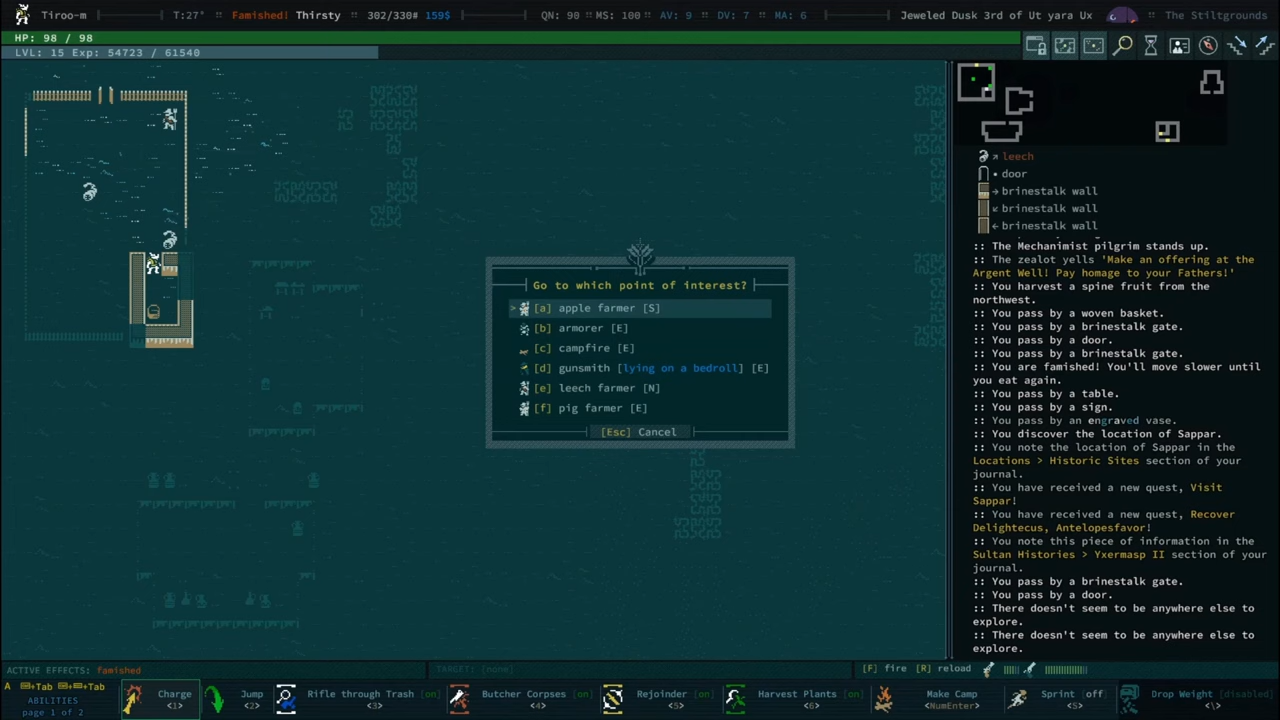 Tiroo-m T:27° :: Famished! Thirsty :: 302/330# 159$ QN: 90 :: MS: 100 :: AV: 9 :: DV: 7 :: MA: 6 Jeweled Dusk 3rd of Ut yara Ux :: The Stiltgrounds
HP: 98 / 98
LVL: 15 Exp: 54723 / 61540
Go to which point of interest?
> [a] apple farmer [S]
[b] armorer [E]
[c] campfire [E]
[d] gunsmith [lying on a bedroll] [E]
[e] leech farmer [N]
[f] pig farmer [E]
[Esc] Cancel
leech
door
brinestalk wall
brinestalk wall
brinestalk wall
:: The Mechanimist pilgrim stands up.
:: The zealot yells 'Make an offering at the
Argent Well! Pay homage to your Fathers!'
:: You harvest a spine fruit from the
northwest.
:: You pass by a woven basket.
:: You pass by a brinestalk gate.
:: You pass by a door.
:: You pass by a brinestalk gate.
:: You are famished! You'll move slower until
you eat again.
:: You pass by a table.
:: You pass by a sign.
:: You pass by an engraved vase.
:: You discover the location of Sappar.
:: You note the location of Sappar in the
Locations > Historic Sites section of your
journal.
:: You have received a new quest, Visit
Sappar!
:: You have received a new quest, Recover
Delightecus, Antelopesfavor!
:: You note this piece of information in the
Sultan Histories > Yxermasp II section of your
journal.
:: You pass by a brinestalk gate.
:: You pass by a door.
:: There doesn't seem to be anywhere else to
explore.
:: There doesn't seem to be anywhere else to
explore.
ACTIVE EFFECTS: famished TARGET: [none] [F] fire [R] reload
A +Tab +Tab
ABILITIES
page 1 of 2
Charge
<1>
Jump
<2>
Rifle through Trash [on]
<3>
Butcher Corpses [on]
<4>
Rejoinder [on]
<5>
Harvest Plants [on]
<6>
Make Camp
<NumEnter>
Sprint [off]
<>
Drop Weight [disabled]
<\>